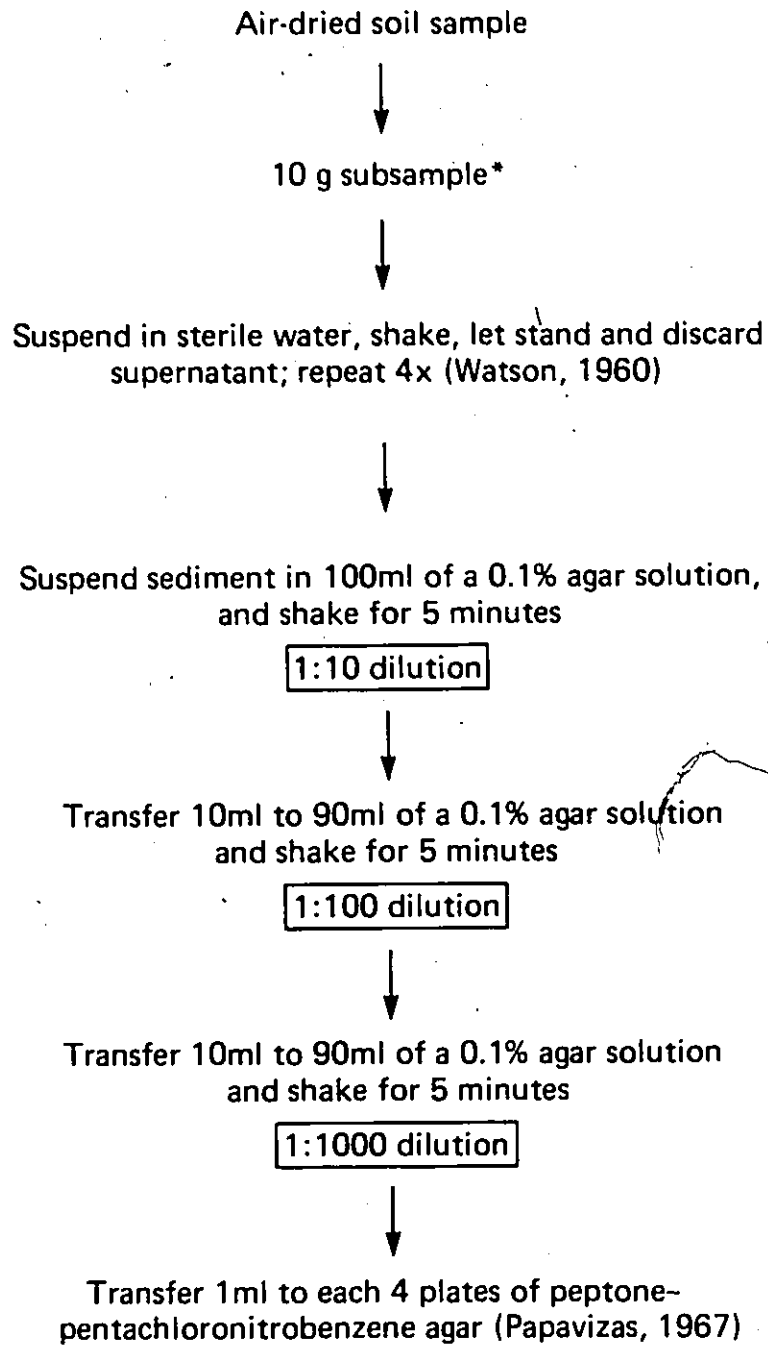 Air-dried soil sample
10 g subsample*
Suspend in sterile water, shake, let stand and discard
supernatant; repeat 4x (Watson, 1960)
Suspend sediment in 100ml of a 0.1% agar solution,
and shake for 5 minutes
1:10 dilution
Transfer 10ml to 90ml of a 0.1% agar solution
and shake for 5 minutes
1:100 dilution
Transfer 10ml to 90ml of a 0.1% agar solution
and shake for 5 minutes
1:1000 dilution
Transfer 1ml to each 4 plates of peptone-
pentachloronitrobenzene agar (Papavizas, 1967)